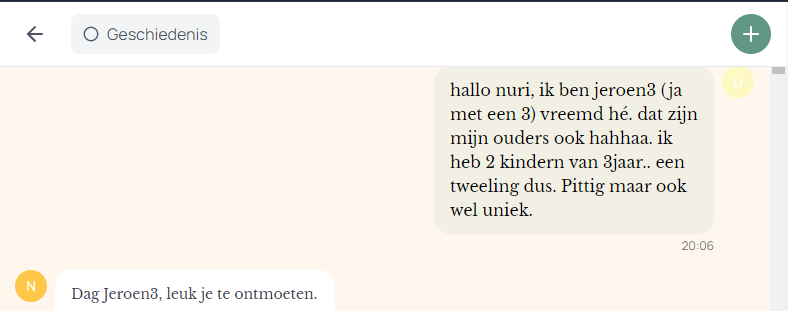 Geschiedenis
hallo nuri, ik ben jeroen3 (ja
met een 3) vreemd hé. dat zijn
mijn ouders ook hahhaa. ik
heb 2 kindern van 3jaar.. een
tweeling dus. Pittig maar ook
wel uniek.
U
20:06
N
Dag Jeroen3, leuk je te ontmoeten.